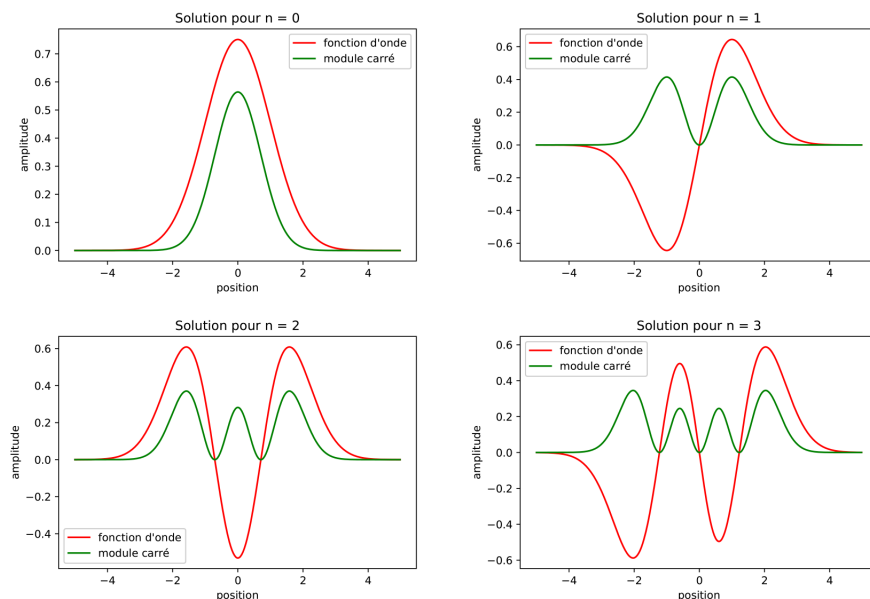 Solution pour n = 0
fonction d'onde
module carré
0.7
0.6
0.5
0.4
0.3
0.2
0.1
0.0
amplitude
−4
−2
0
2
4
position
Solution pour n = 1
fonction d'onde
module carré
0.6
0.4
0.2
0.0
−0.2
−0.4
−0.6
amplitude
−4
−2
0
2
4
position
Solution pour n = 2
0.6
0.4
0.2
0.0
−0.2
−0.4
amplitude
fonction d'onde
module carré
−4
−2
0
2
4
position
Solution pour n = 3
fonction d'onde
module carré
0.6
0.4
0.2
0.0
−0.2
−0.4
−0.6
amplitude
−4
−2
0
2
4
position